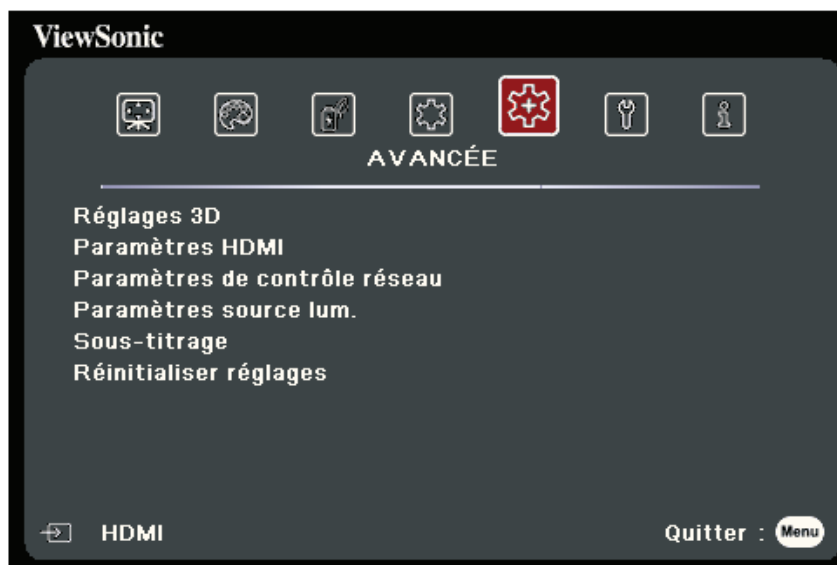 ViewSonic
AVANCÉE
Réglages 3D
Paramètres HDMI
Paramètres de contrôle réseau
Paramètres source lum.
Sous-titrage
Réinitialiser réglages
HDMI
Quitter : Menu